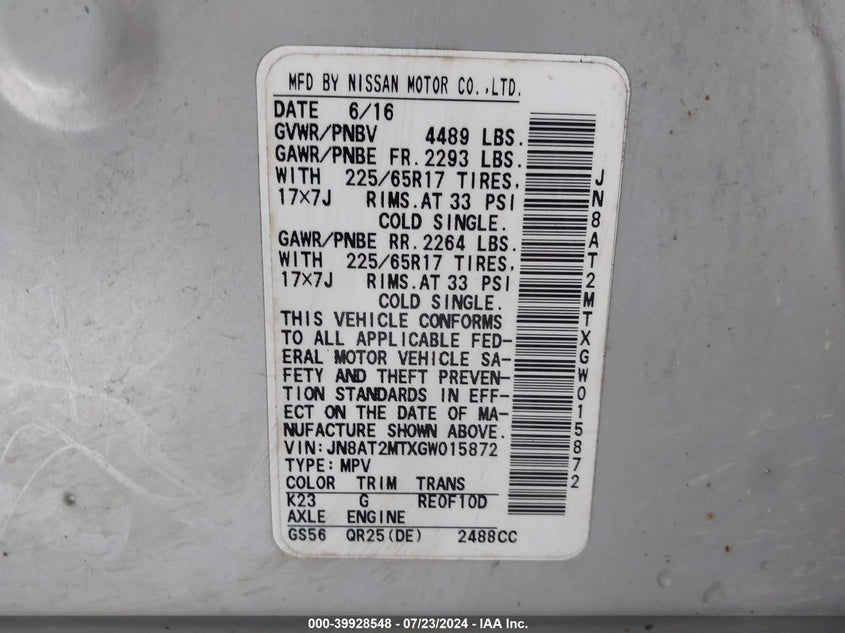 MFD BY NISSAN MOTOR CO.,LTD.
DATE 6/16
GVWR/PNBV 4489 LBS.
GAWR/PNBE FR. 2293 LBS.
WITH 225/65R17 TIRES,
17×7J RIMS. AT 33 PSI
COLD SINGLE.
GAWR/PNBE RR. 2264 LBS.
WITH 225/65R17 TIRES,
17×7J RIMS. AT 33 PSI
COLD SINGLE.
THIS VEHICLE CONFORMS
TO ALL APPLICABLE FED-
ERAL MOTOR VEHICLE SA-
FETY AND THEFT PREVEN-
TION STANDARDS IN EFF-
ECT ON THE DATE OF MA-
NUFACTURE SHOWN ABOVE.
VIN:JN8AT2MTXGW015872
TYPE:MPV
COLOR TRIM TRANS
K23 G RE0F10D
AXLE ENGINE
GS56 QR25(DE) 2488CC
JN8AT2MTXGW015872
000-39928548 - 07/23/2024 - IAA Inc.